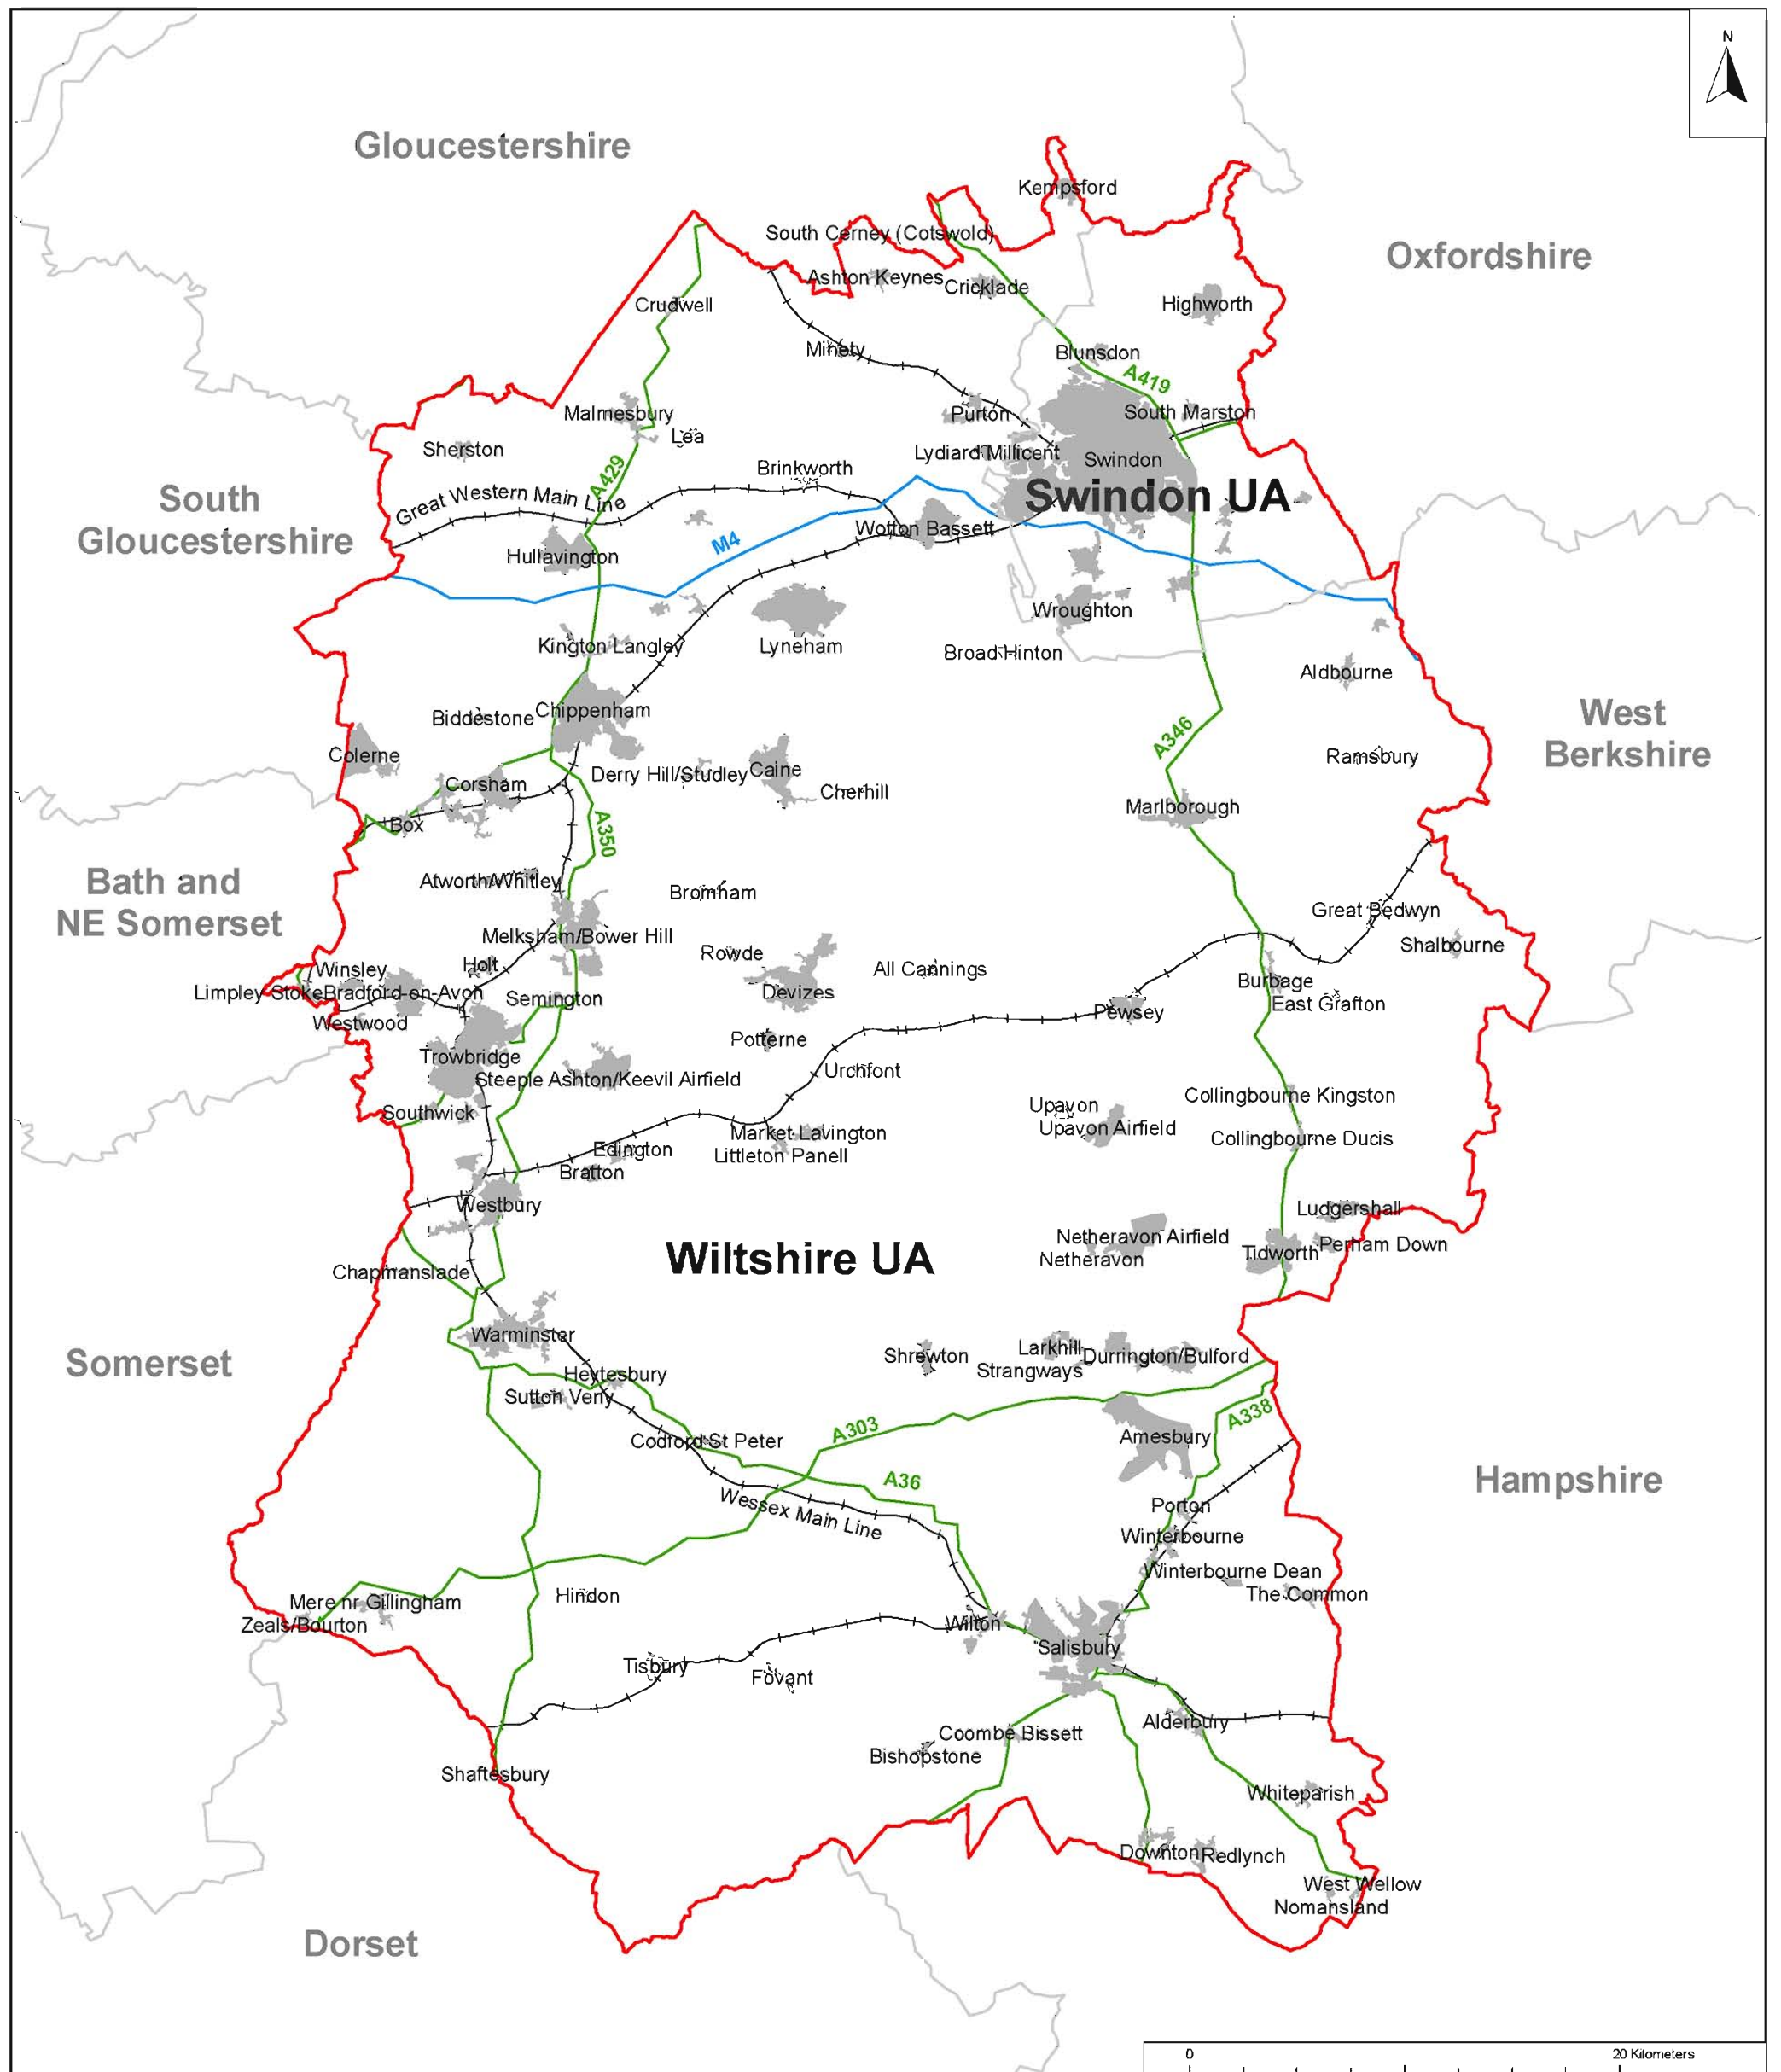 N
Gloucestershire
Kempsford
South Cerney (Cotswold)
Oxfordshire
Ashton Keynes
Cricklade
Crudwell
Highworth
Minety
Blunsdon
A419
Malmesbury
Purton
South Marston
Lea
Sherston
Lydiard Millicent
Swindon
Brinkworth
A429
South
Gloucestershire
Great Western Main Line
Swindon UA
Wotton Bassett
M4
Hullavington
Wroughton
Kington Langley
Lyneham
Broad Hinton
Aldbourne
Biddestone
Chippenham
West
Berkshire
A346
Colerne
Ramsbury
Derry Hill/Studley
Calne
Corsham
Cherhill
Marlborough
Box
A350
Bath and
NE Somerset
Atworth/Whitley
Bromham
Great Bedwyn
Melksham/Bower Hill
Shalbourne
Rowde
Holt
Winsley
All Cannings
Burbage
Limpley Stoke
Bradford-on-Avon
Semington
Devizes
East Grafton
Pewsey
Westwood
Potterne
Trowbridge
Urchfont
Steeple Ashton/Keevil Airfield
Collingbourne Kingston
Southwick
Upavon
Upavon Airfield
Market Lavington
Collingbourne Ducis
Edington
Littleton Panell
Bratton
Westbury
Ludgershall
Netheravon Airfield
Perham Down
Tidworth
Netheravon
Wiltshire UA
Chapmanslade
Warminster
Larkhill
Shrewton
Durrington/Bulford
Somerset
Strangways
Heytesbury
Sutton Veny
A338
A303
Codford St Peter
Amesbury
A36
Hampshire
Wessex Main Line
Porton
Winterbourne
Winterbourne Dean
The Common
Hindon
Mere nr Gillingham
Zeals/Bourton
Wilton
Salisbury
Tisbury
Fovant
Alderbury
Coombe Bissett
Bishopstone
Shaftesbury
Whiteparish
Downton
Redlynch
West Wellow
Nomansland
Dorset
0
20 Kilometers